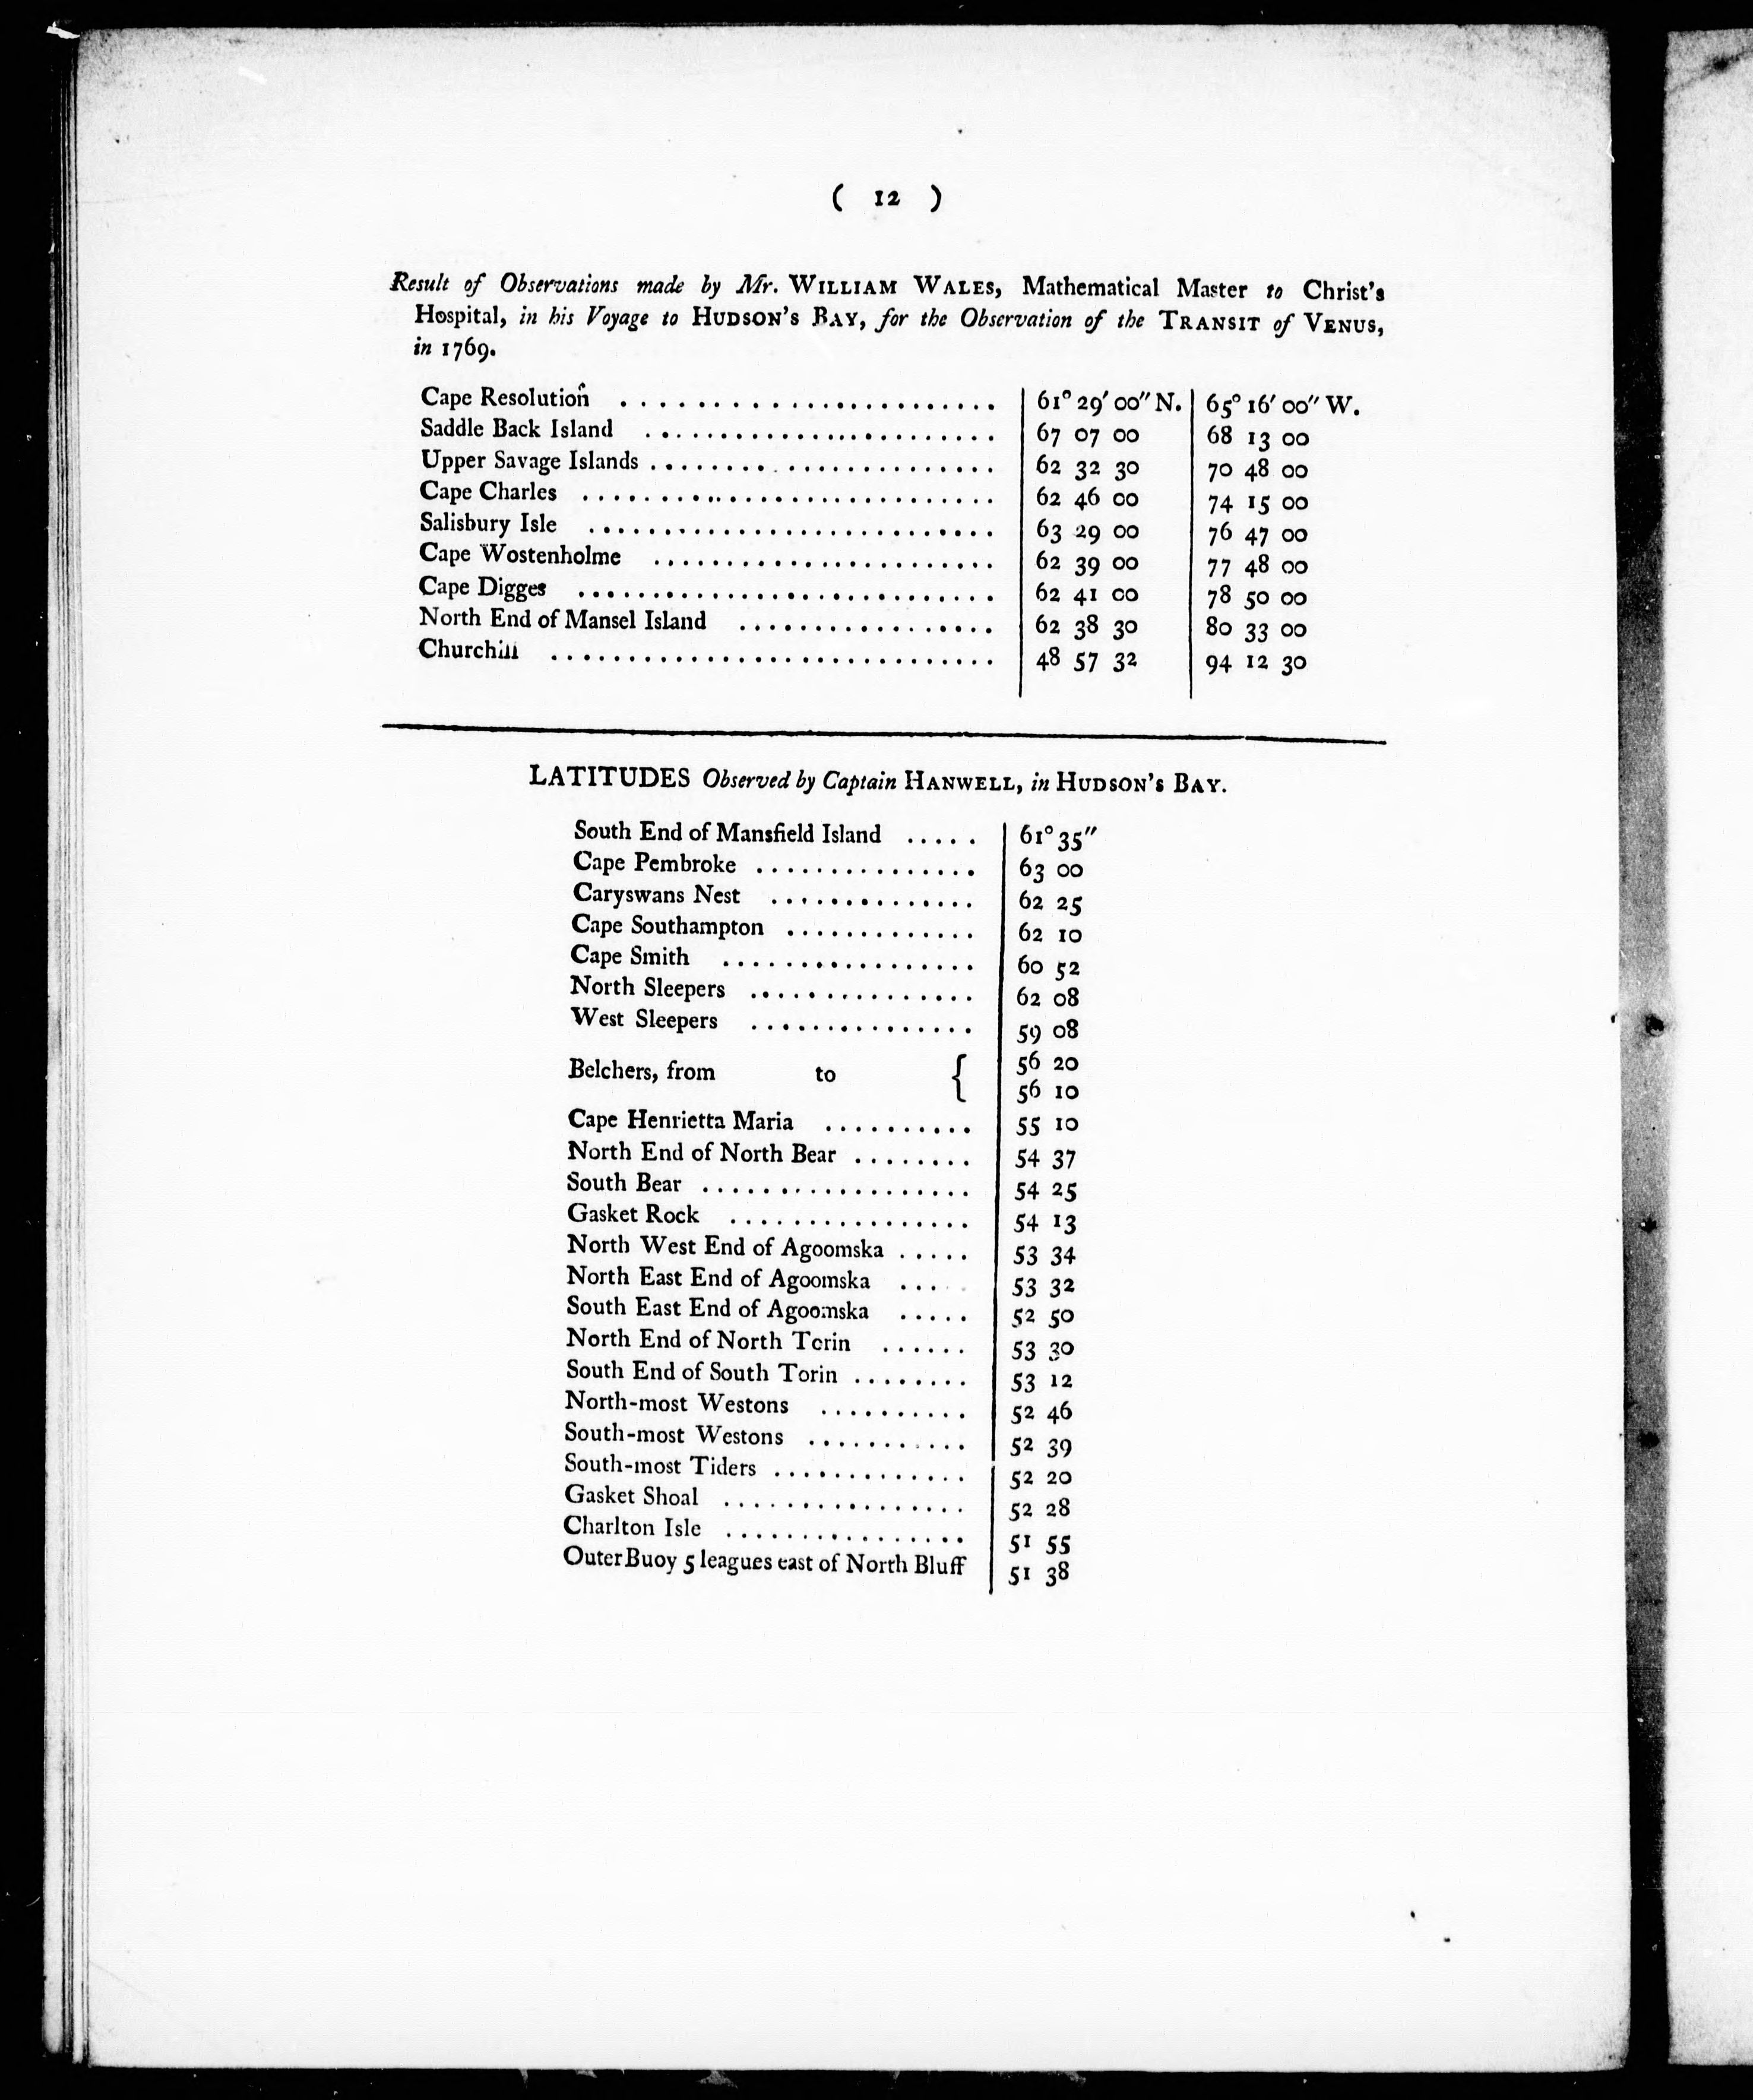 ( 12 )
Result of Observations made by Mr. WILLIAM WALES, Mathematical Master to Christ's
Hospital, in his Voyage to HUDSON'S BAY, for the Observation of the TRANSIT of VENUS,
in 1769.
Cape Resolution ........................ 61° 29′ 00″ N. 65° 16′ 00″ W.
Saddle Back Island ....................... 67 07 00 68 13 00
Upper Savage Islands ...................... 62 32 30 70 48 00
Cape Charles ........................... 62 46 00 74 15 00
Salisbury Isle ........................... 63 29 00 76 47 00
Cape Wostenholme ...................... 62 39 00 77 48 00
Cape Digges ........................... 62 41 00 78 50 00
North End of Mansel Island ................. 62 38 30 80 33 00
Churchill ............................. 48 57 32 94 12 30
LATITUDES Observed by Captain HANWELL, in HUDSON'S BAY.
South End of Mansfield Island ..... 61° 35″
Cape Pembroke ............... 63 00
Caryswans Nest .............. 62 25
Cape Southampton ............. 62 10
Cape Smith ................. 60 52
North Sleepers ............... 62 08
West Sleepers ............... 59 08
Belchers, from to { 56 20
56 10
Cape Henrietta Maria .......... 55 10
North End of North Bear ........ 54 37
South Bear .................. 54 25
Gasket Rock ................ 54 13
North West End of Agoomska ..... 53 34
North East End of Agoomska .... 53 32
South East End of Agoomska ..... 52 50
North End of North Torin ...... 53 30
South End of South Torin ........ 53 12
North-most Westons .......... 52 46
South-most Westons ........... 52 39
South-most Tiders ............. 52 20
Gasket Shoal ................ 52 28
Charlton Isle ................ 51 55
Outer Buoy 5 leagues east of North Bluff 51 38